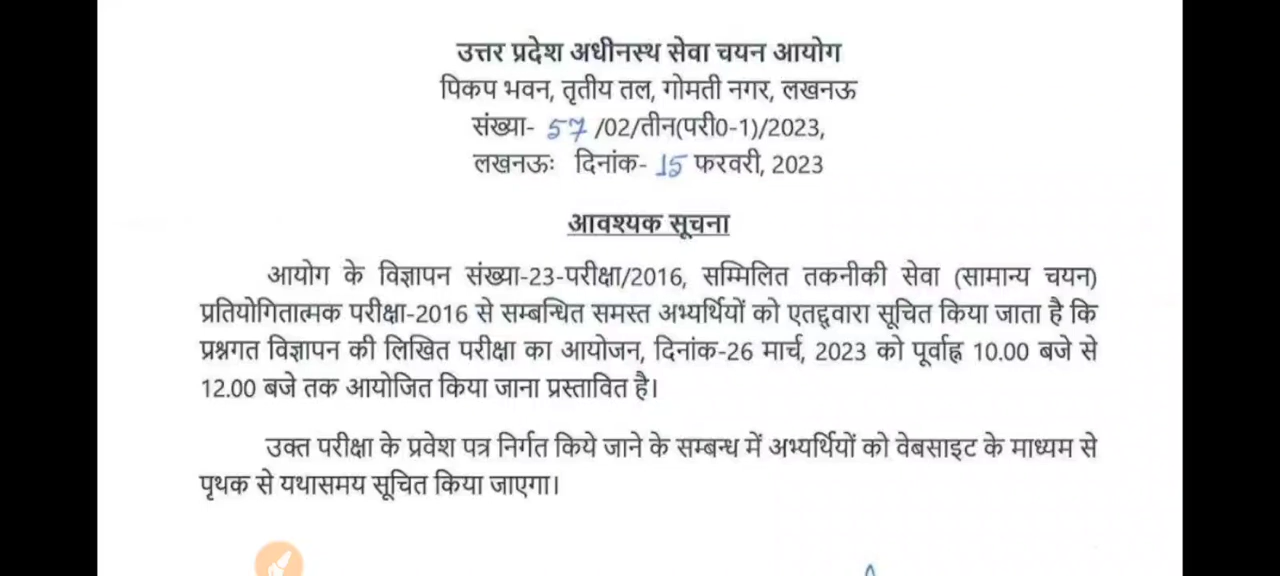 उत्तर प्रदेश अधीनस्थ सेवा चयन आयोग
पिकप भवन, तृतीय तल, गोमती नगर, लखनऊ
संख्या- 57 /02/तीन(परी0-1)/2023,
लखनऊः दिनांक- 15 फरवरी, 2023
आवश्यक सूचना
आयोग के विज्ञापन संख्या-23-परीक्षा/2016, सम्मिलित तकनीकी सेवा (सामान्य चयन)
प्रतियोगितात्मक परीक्षा-2016 से सम्बन्धित समस्त अभ्यर्थियों को एतद्द्वारा सूचित किया जाता है कि
प्रश्नगत विज्ञापन की लिखित परीक्षा का आयोजन, दिनांक-26 मार्च, 2023 को पूर्वाह्न 10.00 बजे से
12.00 बजे तक आयोजित किया जाना प्रस्तावित है।
उक्त परीक्षा के प्रवेश पत्र निर्गत किये जाने के सम्बन्ध में अभ्यर्थियों को वेबसाइट के माध्यम से
पृथक से यथासमय सूचित किया जाएगा।